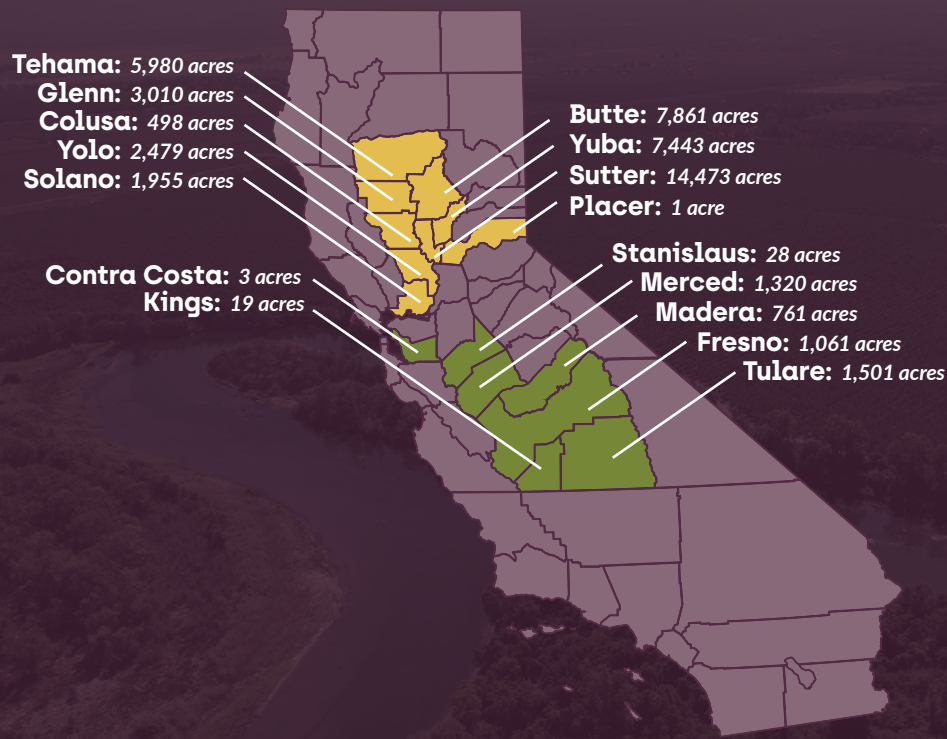 Tehama: 5,980 acres
Glenn: 3,010 acres
Colusa: 498 acres
Yolo: 2,479 acres
Solano: 1,955 acres
Contra Costa: 3 acres
Kings: 19 acres
Butte: 7,861 acres
Yuba: 7,443 acres
Sutter: 14,473 acres
Placer: 1 acre
Stanislaus: 28 acres
Merced: 1,320 acres
Madera: 761 acres
Fresno: 1,061 acres
Tulare: 1,501 acres